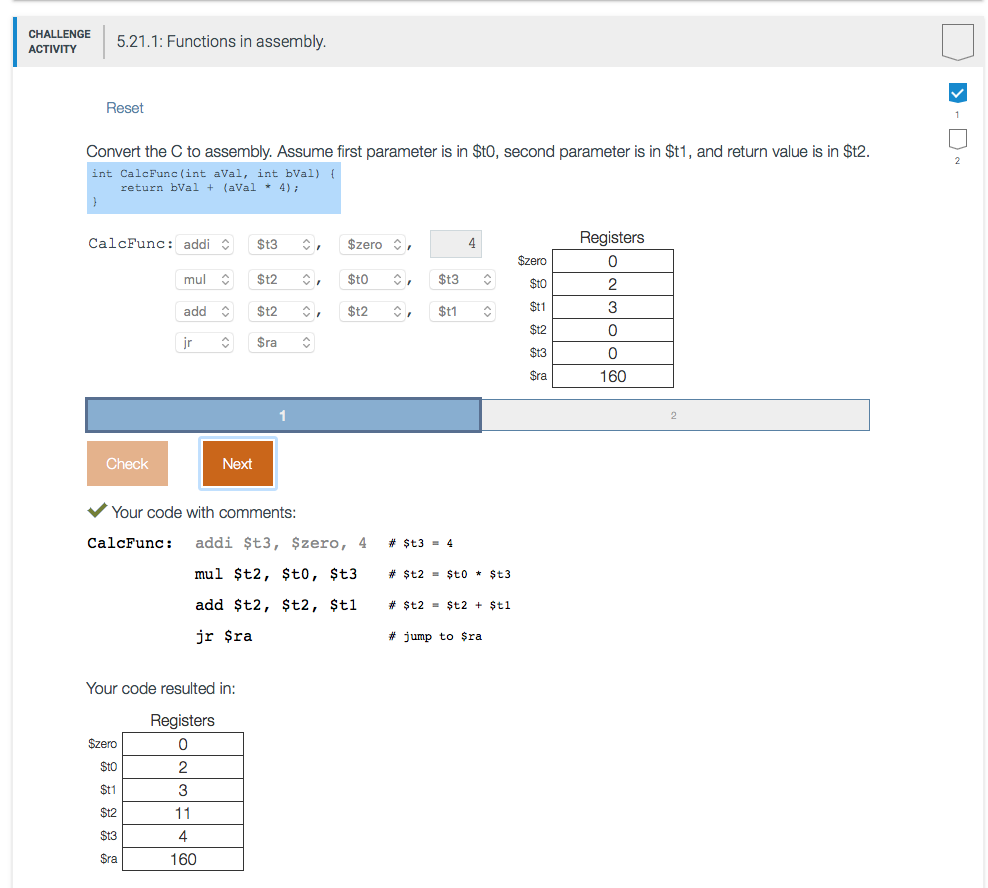 CHALLENGE ACTIVITY
5.21.1: Functions in assembly.
1
2
Reset
Convert the C to assembly. Assume first parameter is in $t0, second parameter is in $t1, and return value is in $t2.
int CalcFunc(int aVal, int bVal) {
return bVal + (aVal * 4);
}
CalcFunc: addi $t3 , $zero , 4
mul $t2 , $t0 , $t3
add $t2 , $t2 , $t1
jr $ra
Registers
$zero 0
$t0 2
$t1 3
$t2 0
$t3 0
$ra 160
1 2
Check Next
Your code with comments:
CalcFunc: addi $t3, $zero, 4 # $t3 = 4
mul $t2, $t0, $t3 # $t2 = $t0 * $t3
add $t2, $t2, $t1 # $t2 = $t2 + $t1
jr $ra # jump to $ra
Your code resulted in:
Registers
$zero 0
$t0 2
$t1 3
$t2 11
$t3 4
$ra 160